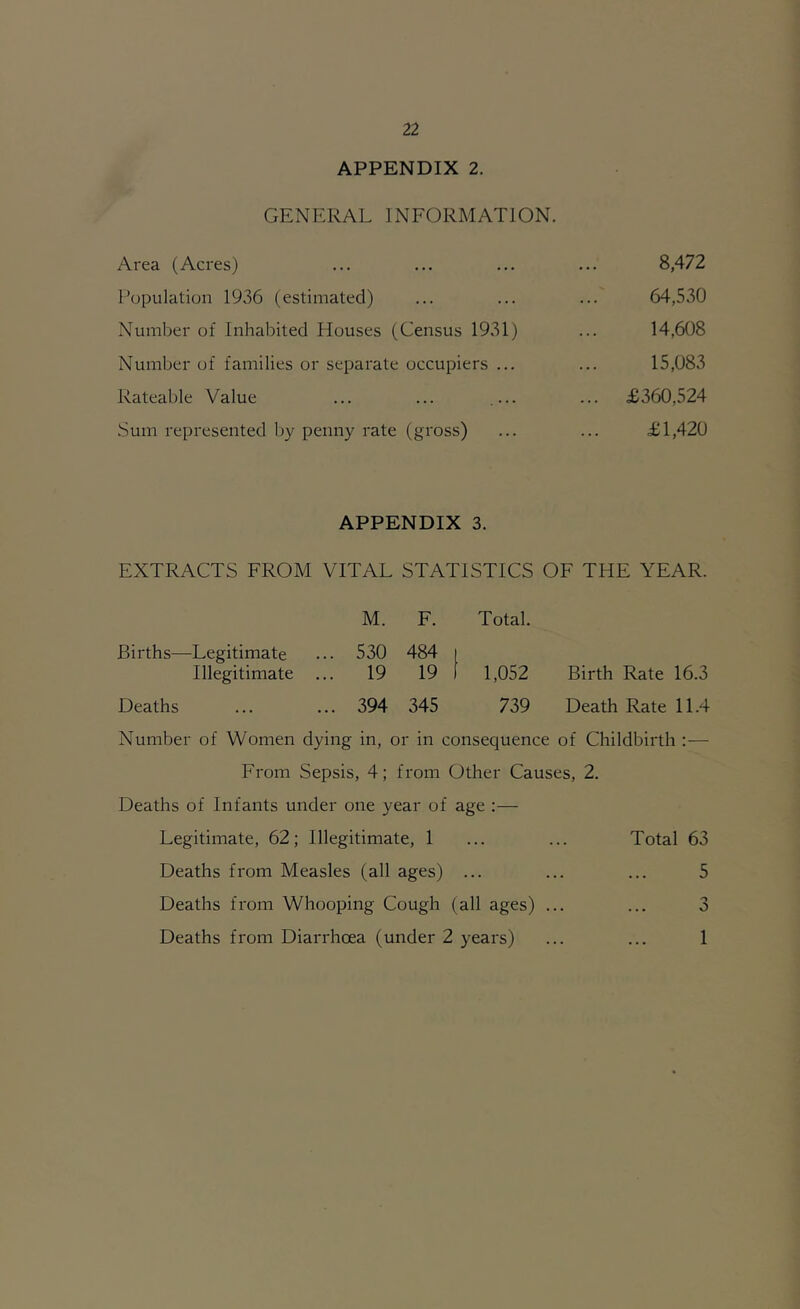 22
APPENDIX 2.
GENERAL INFORMATION.
Area (Acres) ... ... ... ... 8,472
Population 1936 (estimated) ... ... ... 64,530
Number of Inhabited Houses (Census 1931) ... 14,608
Number of families or separate occupiers ... ... 15,083
Rateable Value ... ... ... ... £360,524
Sum represented by penny rate (gross) ... ... £1,420
APPENDIX 3.
EXTRACTS FROM VITAL STATISTICS OF THE YEAR.
M. F. Total.
Births—Legitimate ... 530 484
Illegitimate ... 19 19 } 1,052 Birth Rate 16.3
Deaths ... ... 394 345 739 Death Rate 11.4
Number of Women dying in, or in consequence of Childbirth :—
From Sepsis, 4; from Other Causes, 2.
Deaths of Infants under one year of age :—
Legitimate, 62; Illegitimate, 1 ... ... Total 63
Deaths from Measles (all ages) ... ... ... 5
Deaths from Whooping Cough (all ages) ... ... 3
Deaths from Diarrhœa (under 2 years) ... ... 1